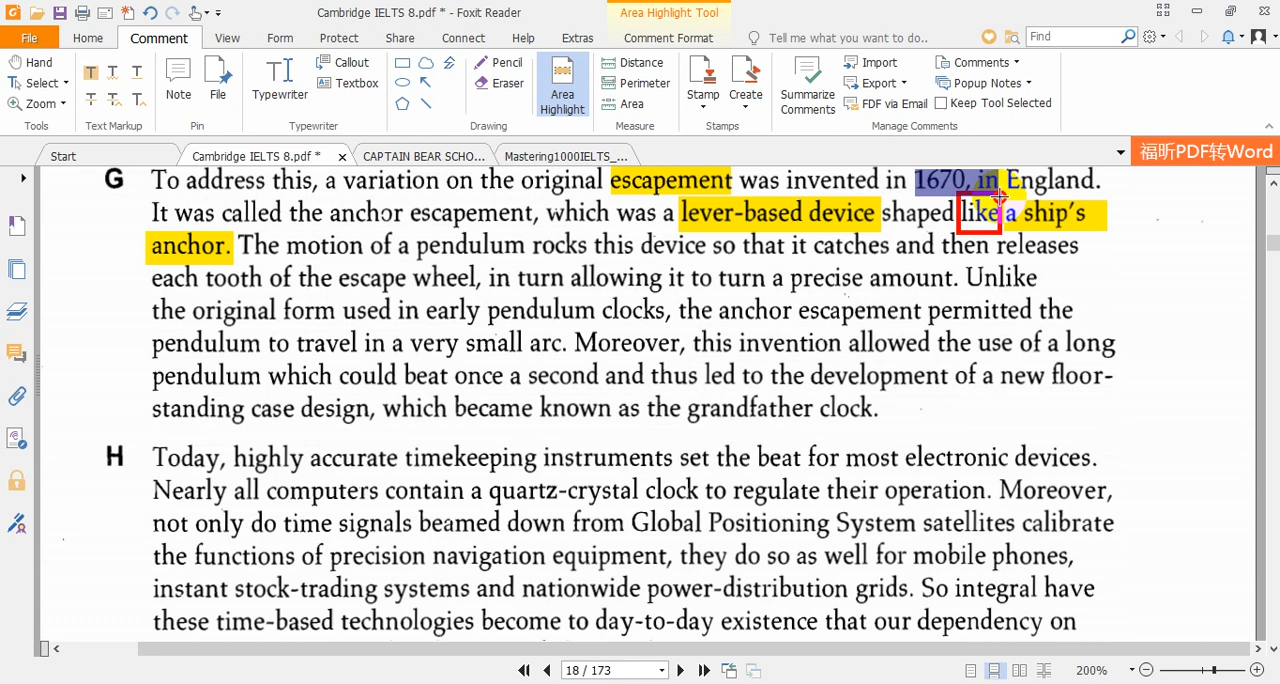 Cambridge IELTS 8.pdf * - Foxit Reader
Area Highlight Tool
File
Home
Comment
View
Form
Protect
Share
Connect
Help
Extras
Comment Format
Tell me what you want to do..
Find
Hand
Select
Zoom
Tools
Text Markup
Note
File
Pin
Typewriter
Callout
Textbox
Typewriter
Pencil
Eraser
Drawing
Area Highlight
Distance
Perimeter
Area
Measure
Stamp
Create
Stamps
Summarize Comments
Import
Export
FDF via Email
Comments
Popup Notes
Keep Tool Selected
Manage Comments
Start
Cambridge IELTS 8.pdf *
CAPTAIN BEAR SIHO...
Mastering1000IELTS_...
福昕PDF转Word
G To address this, a variation on the original escapement was invented in 1670, in England.
It was called the anchor escapement, which was a lever-based device shaped like a ship's
anchor. The motion of a pendulum rocks this device so that it catches and then releases
each tooth of the escape wheel, in turn allowing it to turn a precise amount. Unlike
the original form used in early pendulum clocks, the anchor escapement permitted the
pendulum to travel in a very small arc. Moreover, this invention allowed the use of a long
pendulum which could beat once a second and thus led to the development of a new floor-
standing case design, which became known as the grandfather clock.
H Today, highly accurate timekeeping instruments set the beat for most electronic devices.
Nearly all computers contain a quartz-crystal clock to regulate their operation. Moreover,
not only do time signals beamed down from Global Positioning System satellites calibrate
the functions of precision navigation equipment, they do so as well for mobile phones,
instant stock-trading systems and nationwide power-distribution grids. So integral have
these time-based technologies become to day-to-day existence that our dependency on
18 / 173
200%